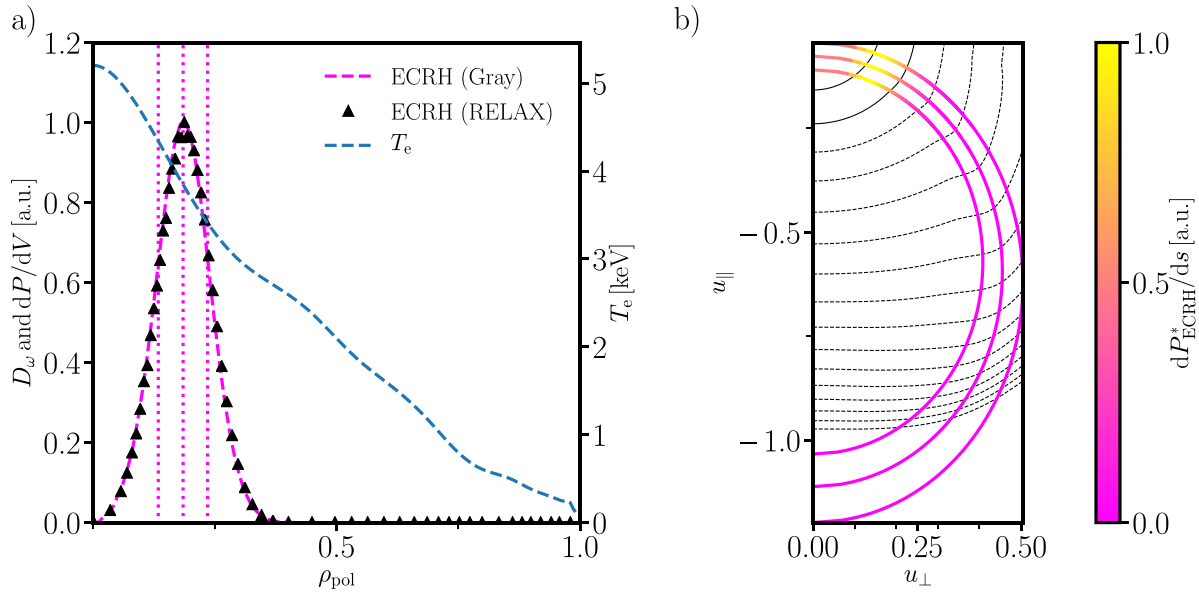 a)
D_ω and dP/dV [a.u.]
1.2
1.0
0.8
0.6
0.4
0.2
0.0
ECRH (Gray)
ECRH (RELAX)
T_e
5
4
3
2
1
0
T_e [keV]
0.5
1.0
ρ_pol
b)
u_∥
−0.5
−1.0
0.00
0.25
0.50
u_⊥
1.0
0.5
0.0
dP*_ECRH/ds [a.u.]